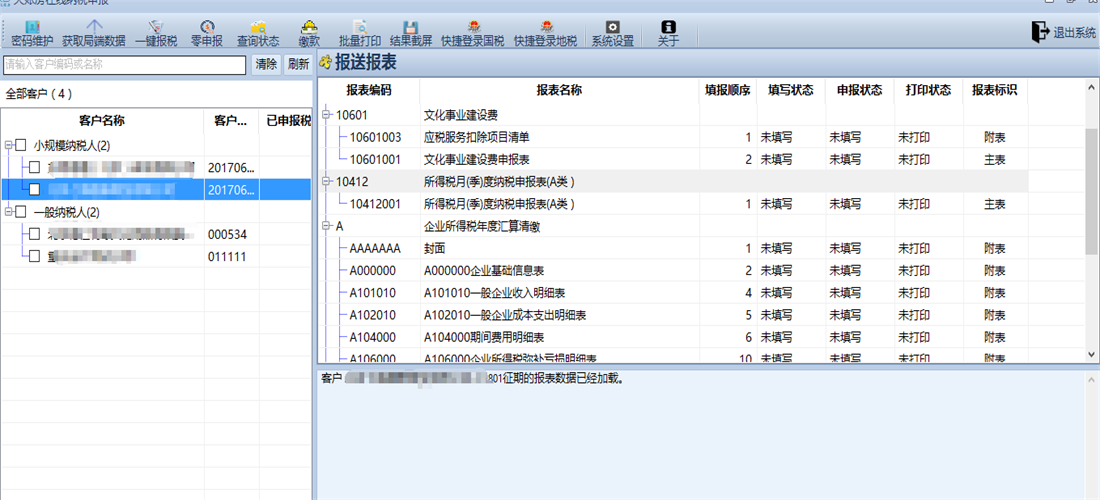 密码维护 获取局端数据 一键报税 零申报 查询状态 缴款 批量打印 结果截屏 快捷登录国税 快捷登录地税 系统设置 关于 退出系统
请输入客户编码或名称 清除 刷新
报送报表
全部客户（4）
客户名称 客户... 已申报税
小规模纳税人(2)
201706...
201706...
一般纳税人(2)
000534
011111
报表编码 报表名称 填报顺序 填写状态 申报状态 打印状态 报表标识
10601 文化事业建设费
10601003 应税服务扣除项目清单 1 未填写 未填写 未打印 附表
10601001 文化事业建设费申报表 2 未填写 未填写 未打印 主表
10412 所得税月(季)度纳税申报表(A类)
10412001 所得税月(季)度纳税申报表(A类) 1 未填写 未填写 未打印 主表
A 企业所得税年度汇算清缴
AAAAAAA 封面 1 未填写 未填写 未打印 附表
A000000 A000000企业基础信息表 2 未填写 未填写 未打印 附表
A101010 A101010一般企业收入明细表 4 未填写 未填写 未打印 附表
A102010 A102010一般企业成本支出明细表 5 未填写 未填写 未打印 附表
A104000 A104000期间费用明细表 6 未填写 未填写 未打印 附表
A106000 A106000企业所得税弥补亏损明细表 10 未填写 未填写 未打印 附表
客户 801征期的报表数据已经加载。